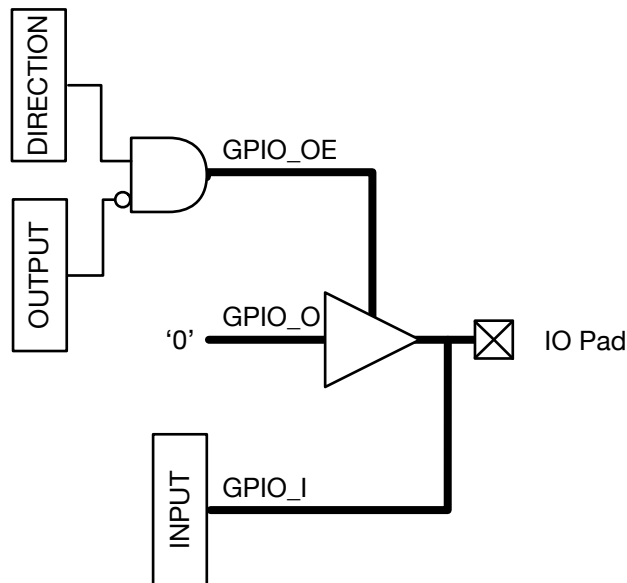 DIRECTION
GPIO_OE
OUTPUT
GPIO_O
‘0’
IO Pad
GPIO_I
INPUT